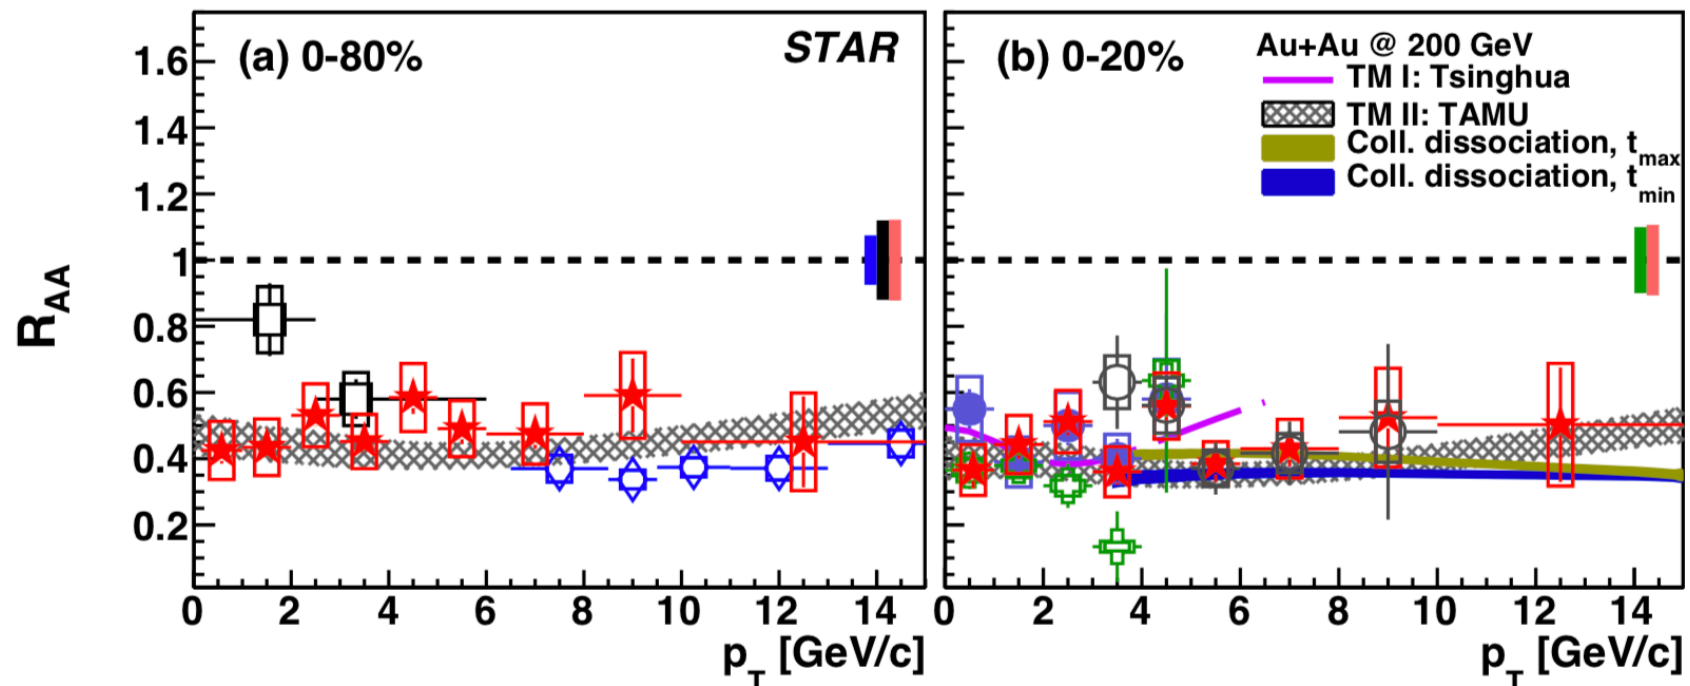 (a) 0-80%
STAR
(b) 0-20%
Au+Au @ 200 GeV
TM I: Tsinghua
TM II: TAMU
Coll. dissociation, tmax
Coll. dissociation, tmin
RAA
1.6
1.4
1.2
1
0.8
0.6
0.4
0.2
0 2 4 6 8 10 12 14
0 2 4 6 8 10 12 14
pT [GeV/c]
pT [GeV/c]